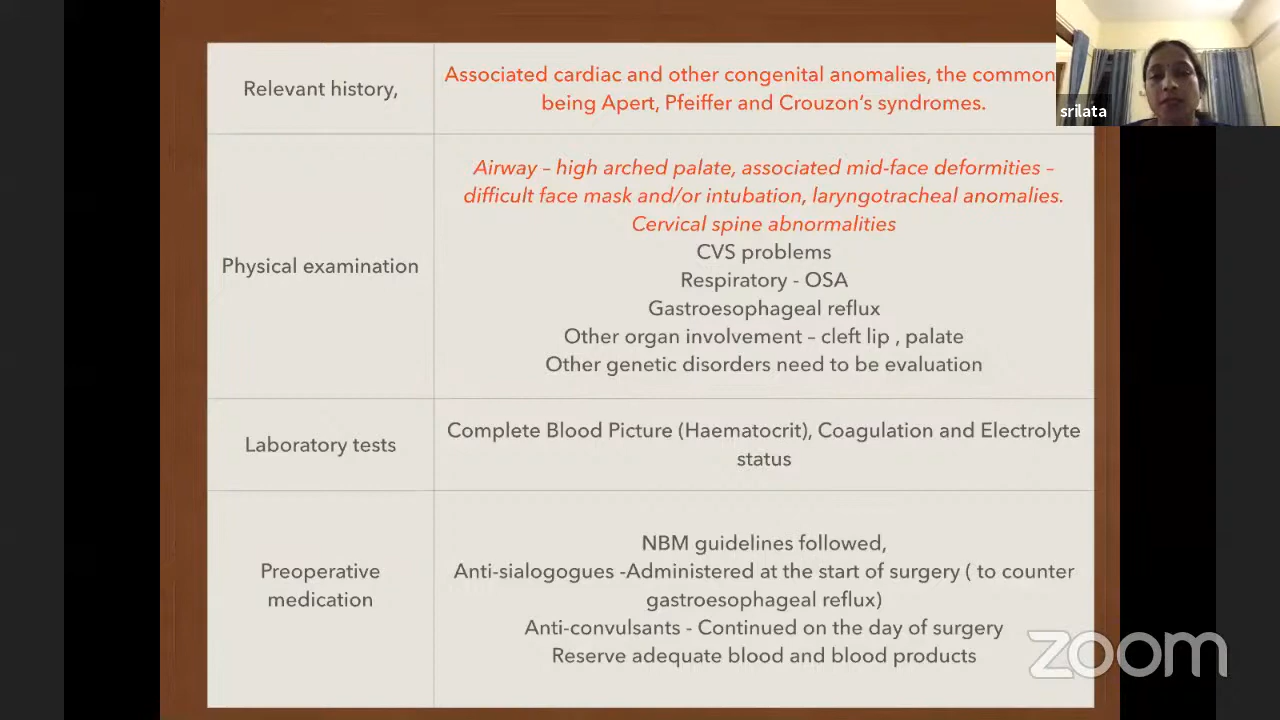 Relevant history,
Associated cardiac and other congenital anomalies, the common
being Apert, Pfeiffer and Crouzon's syndromes.
srilata
Physical examination
Airway – high arched palate, associated mid-face deformities –
difficult face mask and/or intubation, laryngotracheal anomalies.
Cervical spine abnormalities
CVS problems
Respiratory - OSA
Gastroesophageal reflux
Other organ involvement – cleft lip , palate
Other genetic disorders need to be evaluation
Laboratory tests
Complete Blood Picture (Haematocrit), Coagulation and Electrolyte
status
Preoperative
medication
NBM guidelines followed,
Anti-sialogogues -Administered at the start of surgery ( to counter
gastroesophageal reflux)
Anti-convulsants - Continued on the day of surgery
Reserve adequate blood and blood products
zoom